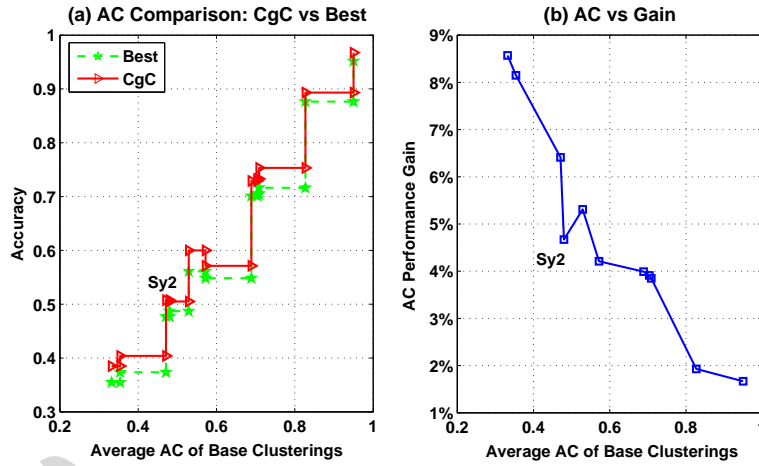 (a) AC Comparison: CgC vs Best
1
0.9
0.8
0.7
0.6
0.5
0.4
0.3
Accuracy
Best
CgC
Sy2
0.2 0.4 0.6 0.8 1
Average AC of Base Clusterings
(b) AC vs Gain
9%
8%
7%
6%
5%
4%
3%
2%
1%
AC Performance Gain
Sy2
0.2 0.4 0.6 0.8 1
Average AC of Base Clusterings